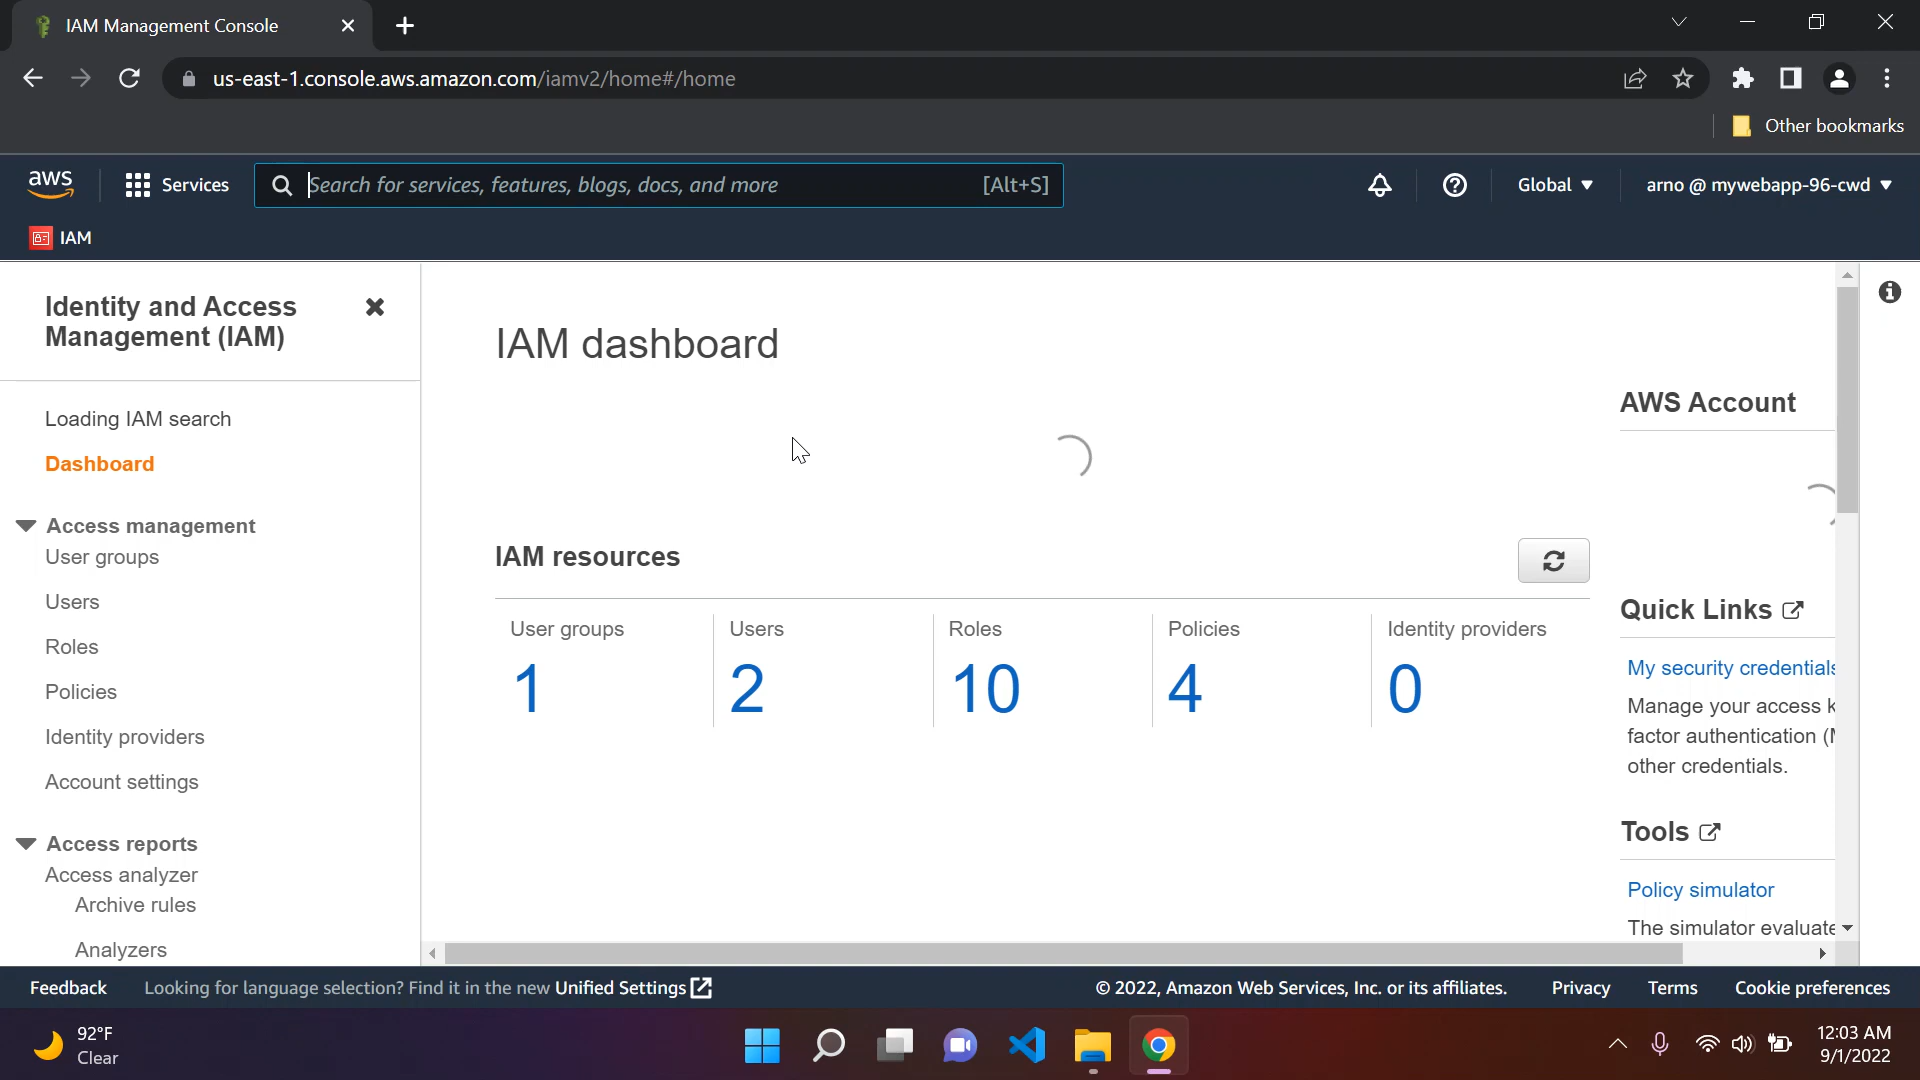 IAM Management Console
us-east-1.console.aws.amazon.com/iamv2/home#/home
Other bookmarks
aws
Services
Search for services, features, blogs, docs, and more
[Alt+S]
Global
arno @ mywebapp-96-cwd
IAM
Identity and Access
Management (IAM)
Loading IAM search
Dashboard
Access management
User groups
Users
Roles
Policies
Identity providers
Account settings
Access reports
Access analyzer
Archive rules
Analyzers
IAM dashboard
IAM resources
User groups
1
Users
2
Roles
10
Policies
4
Identity providers
0
AWS Account
Quick Links
My security credentials
Manage your access k
factor authentication (M
other credentials.
Tools
Policy simulator
The simulator evaluate
Feedback
Looking for language selection? Find it in the new Unified Settings
© 2022, Amazon Web Services, Inc. or its affiliates.
Privacy
Terms
Cookie preferences
92°F
Clear
12:03 AM
9/1/2022